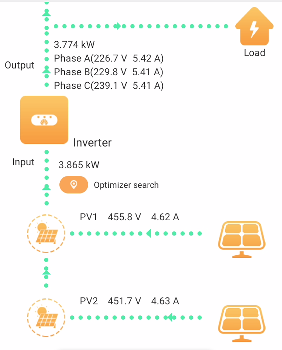 3.774 kW
Output
Phase A(226.7 V  5.42 A)
Phase B(229.8 V  5.41 A)
Phase C(239.1 V  5.41 A)
Load
Inverter
Input
3.865 kW
Optimizer search
PV1  455.8 V  4.62 A
PV2  451.7 V  4.63 A